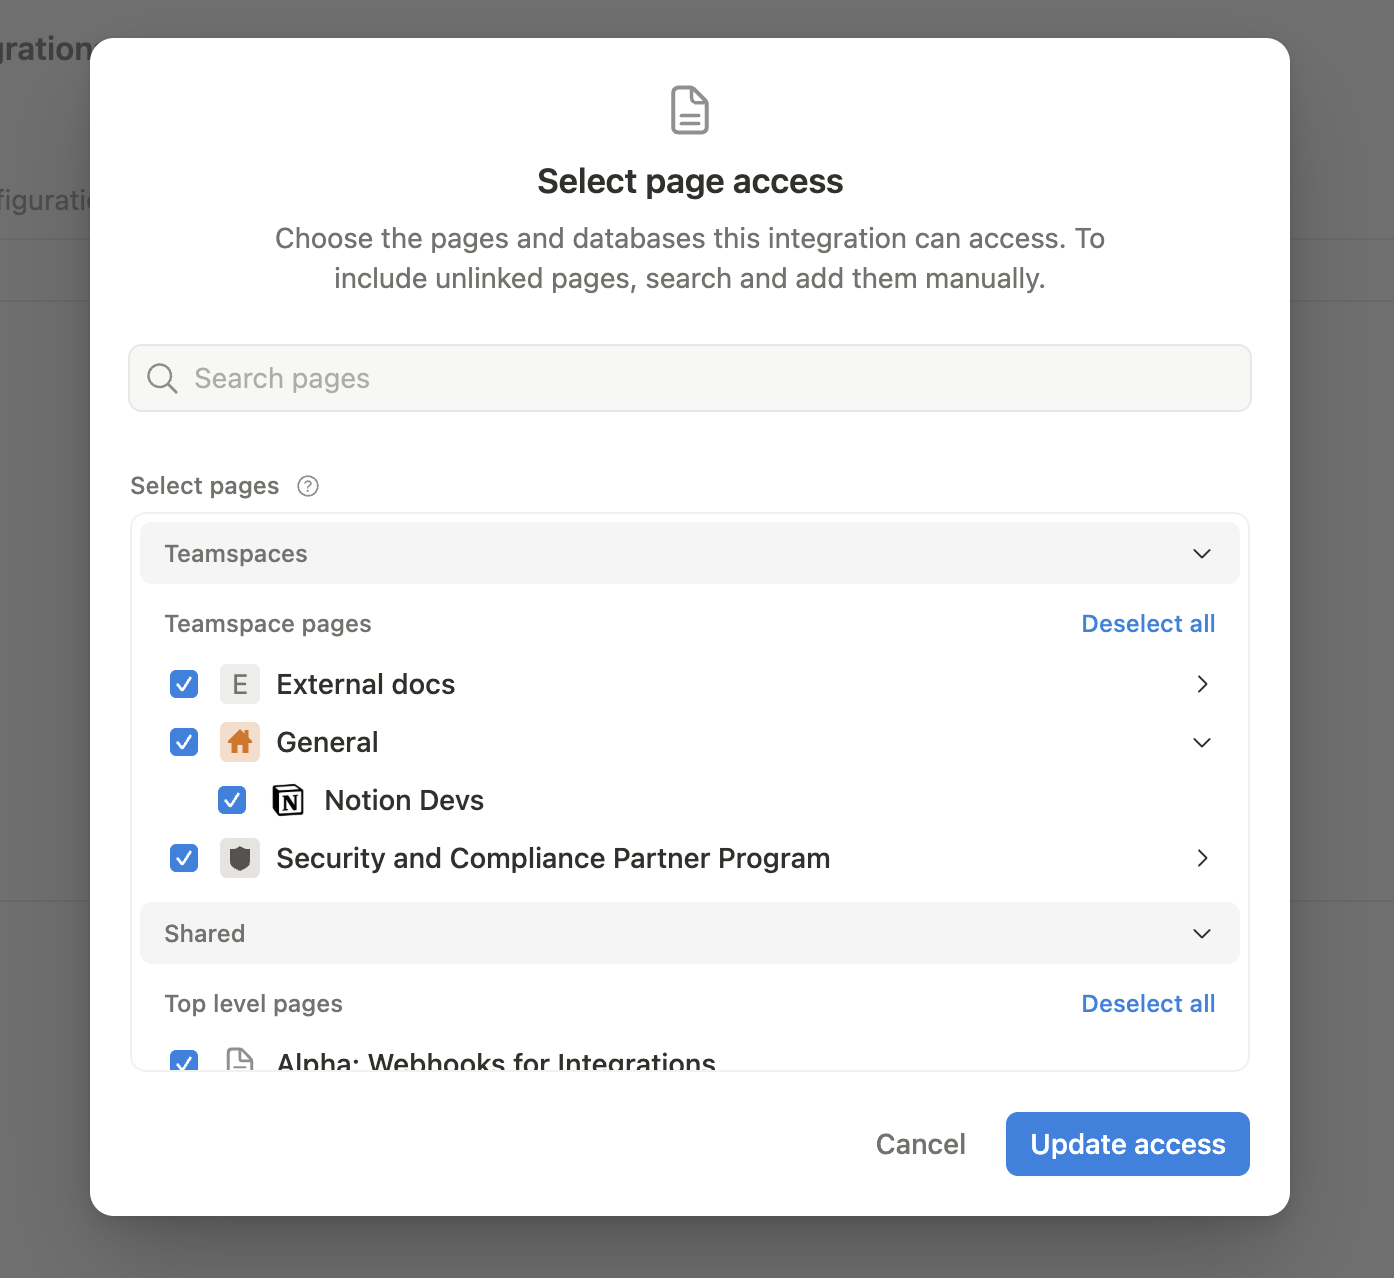 gration
Select page access
figuratio
Choose the pages and databases this integration can access. To
include unlinked pages, search and add them manually.
Search pages
Select pages ?
Teamspaces
Teamspace pages
Deselect all
E External docs
General
N Notion Devs
Security and Compliance Partner Program
Shared
Top level pages
Deselect all
Alpha: Webhooks for Integrations
Cancel
Update access